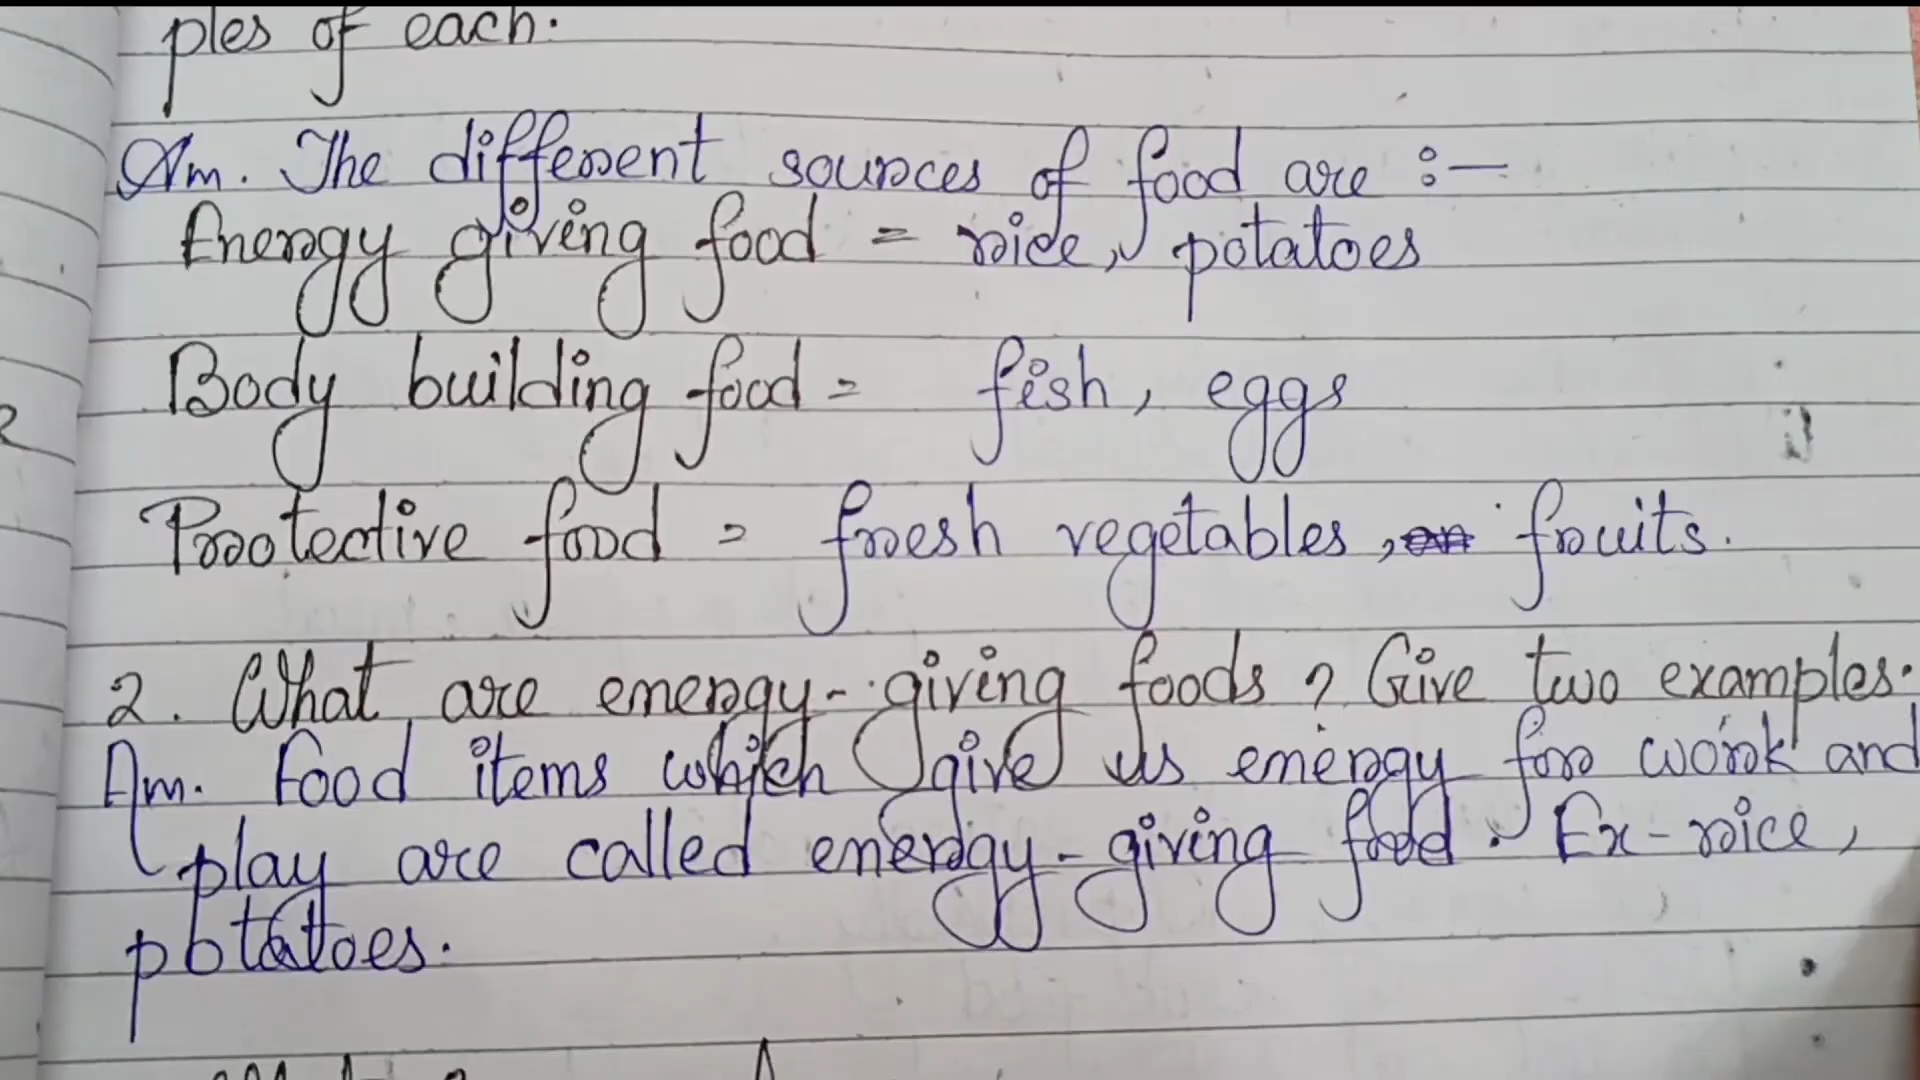 ples of each.
Ans. The different sources of food are :-
Energy giving food = rice, potatoes
Body building food = fish, eggs
Protective food = fresh vegetables, fruits.
2. What are energy-giving foods? Give two examples.
Ans. Food items which give us energy for work and
play are called energy-giving food. Ex-rice,
potatoes.